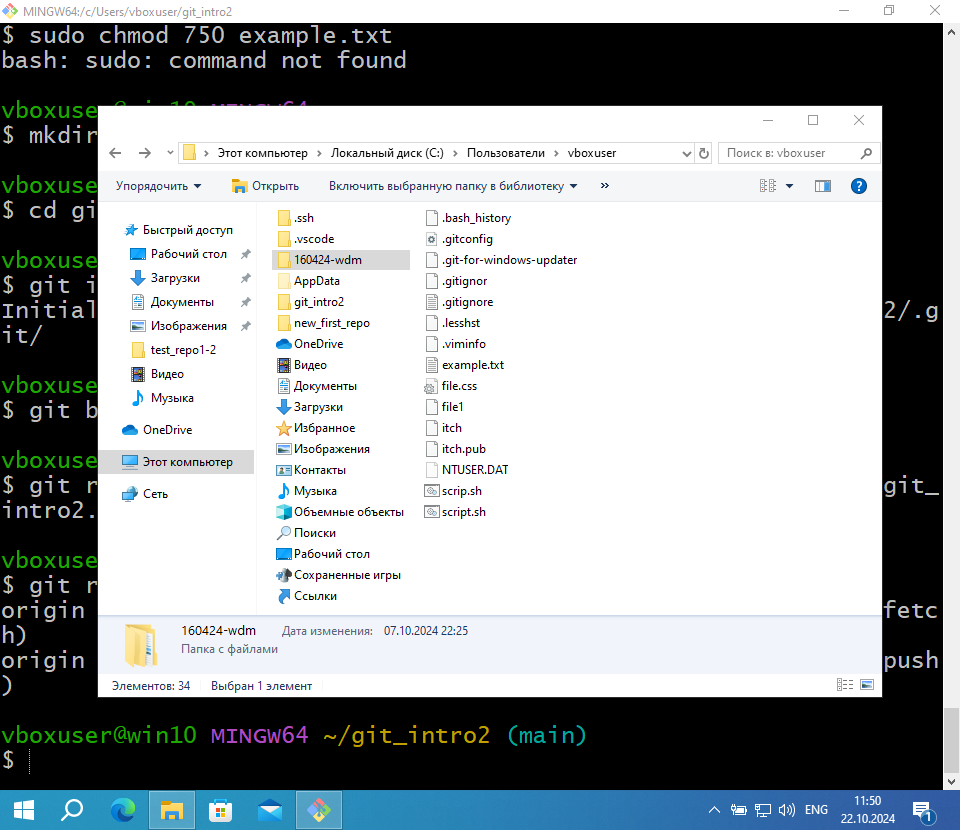 MINGW64:/c/Users/vboxuser/git_intro2
$ sudo chmod 750 example.txt
bash: sudo: command not found
vboxuser@win10 MINGW64
$ mkdir
vboxuse
$ cd gi
vboxuse
$ git i
Initial 2/.g
it/
vboxuse
$ git b
vboxuse
$ git r git_
intro2.
vboxuse
$ git r
origin fetc
h)
origin push
)
vboxuser@win10 MINGW64 ~/git_intro2 (main)
$
Этот компьютер › Локальный диск (C:) › Пользователи › vboxuser
Поиск в: vboxuser
Упорядочить Открыть Включить выбранную папку в библиотеку »
Быстрый доступ
Рабочий стол
Загрузки
Документы
Изображения
test_repo1-2
Видео
Музыка
OneDrive
Этот компьютер
Сеть
.ssh
.vscode
160424-wdm
AppData
git_intro2
new_first_repo
OneDrive
Видео
Документы
Загрузки
Избранное
Изображения
Контакты
Музыка
Объемные объекты
Поиски
Рабочий стол
Сохраненные игры
Ссылки
.bash_history
.gitconfig
.git-for-windows-updater
.gitignor
.gitignore
.lesshst
.viminfo
example.txt
file.css
file1
itch
itch.pub
NTUSER.DAT
scrip.sh
script.sh
160424-wdm Дата изменения: 07.10.2024 22:25
Папка с файлами
Элементов: 34 Выбран 1 элемент
ENG
11:50
22.10.2024
1